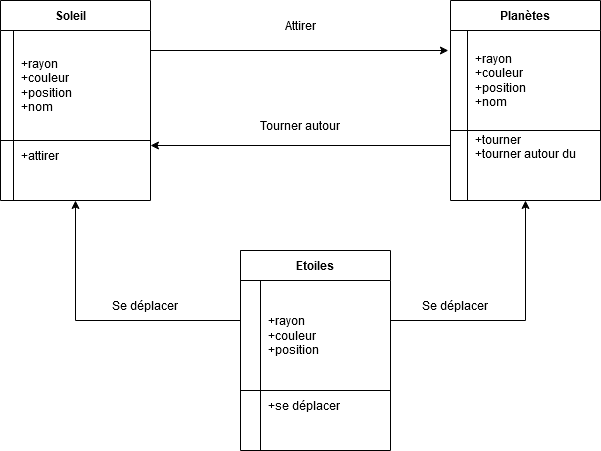 Soleil
+rayon
+couleur
+position
+nom
+attirer
Attirer
Tourner autour
Planètes
+rayon
+couleur
+position
+nom
+tourner
+tourner autour du
Se déplacer
Etoiles
+rayon
+couleur
+position
+se déplacer
Se déplacer